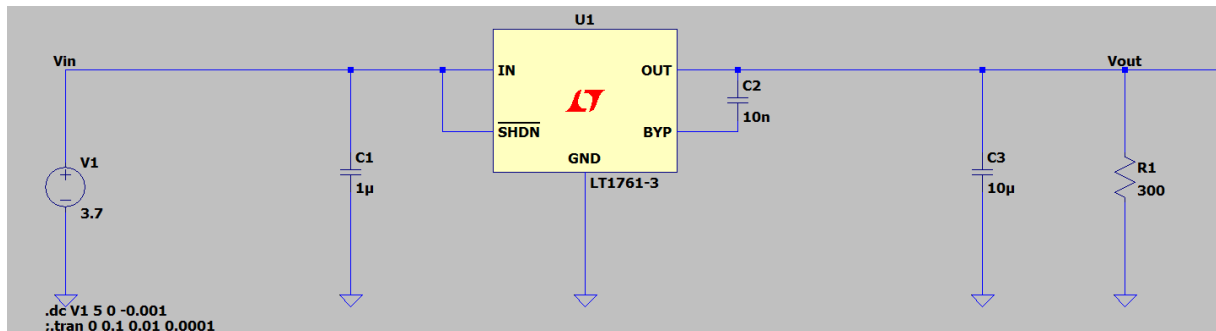 U1
Vin
IN
OUT
Vout
C2
10n
SHDN
BYP
V1
C1
GND
C3
R1
LT1761-3
1µ
10µ
300
3.7
.dc V1 5 0 -0.001
;.tran 0 0.1 0.01 0.0001